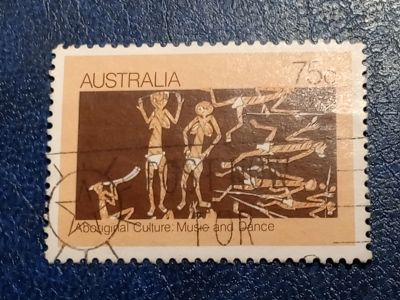 AUSTRALIA 75c
Aboriginal Culture: Music and Dance